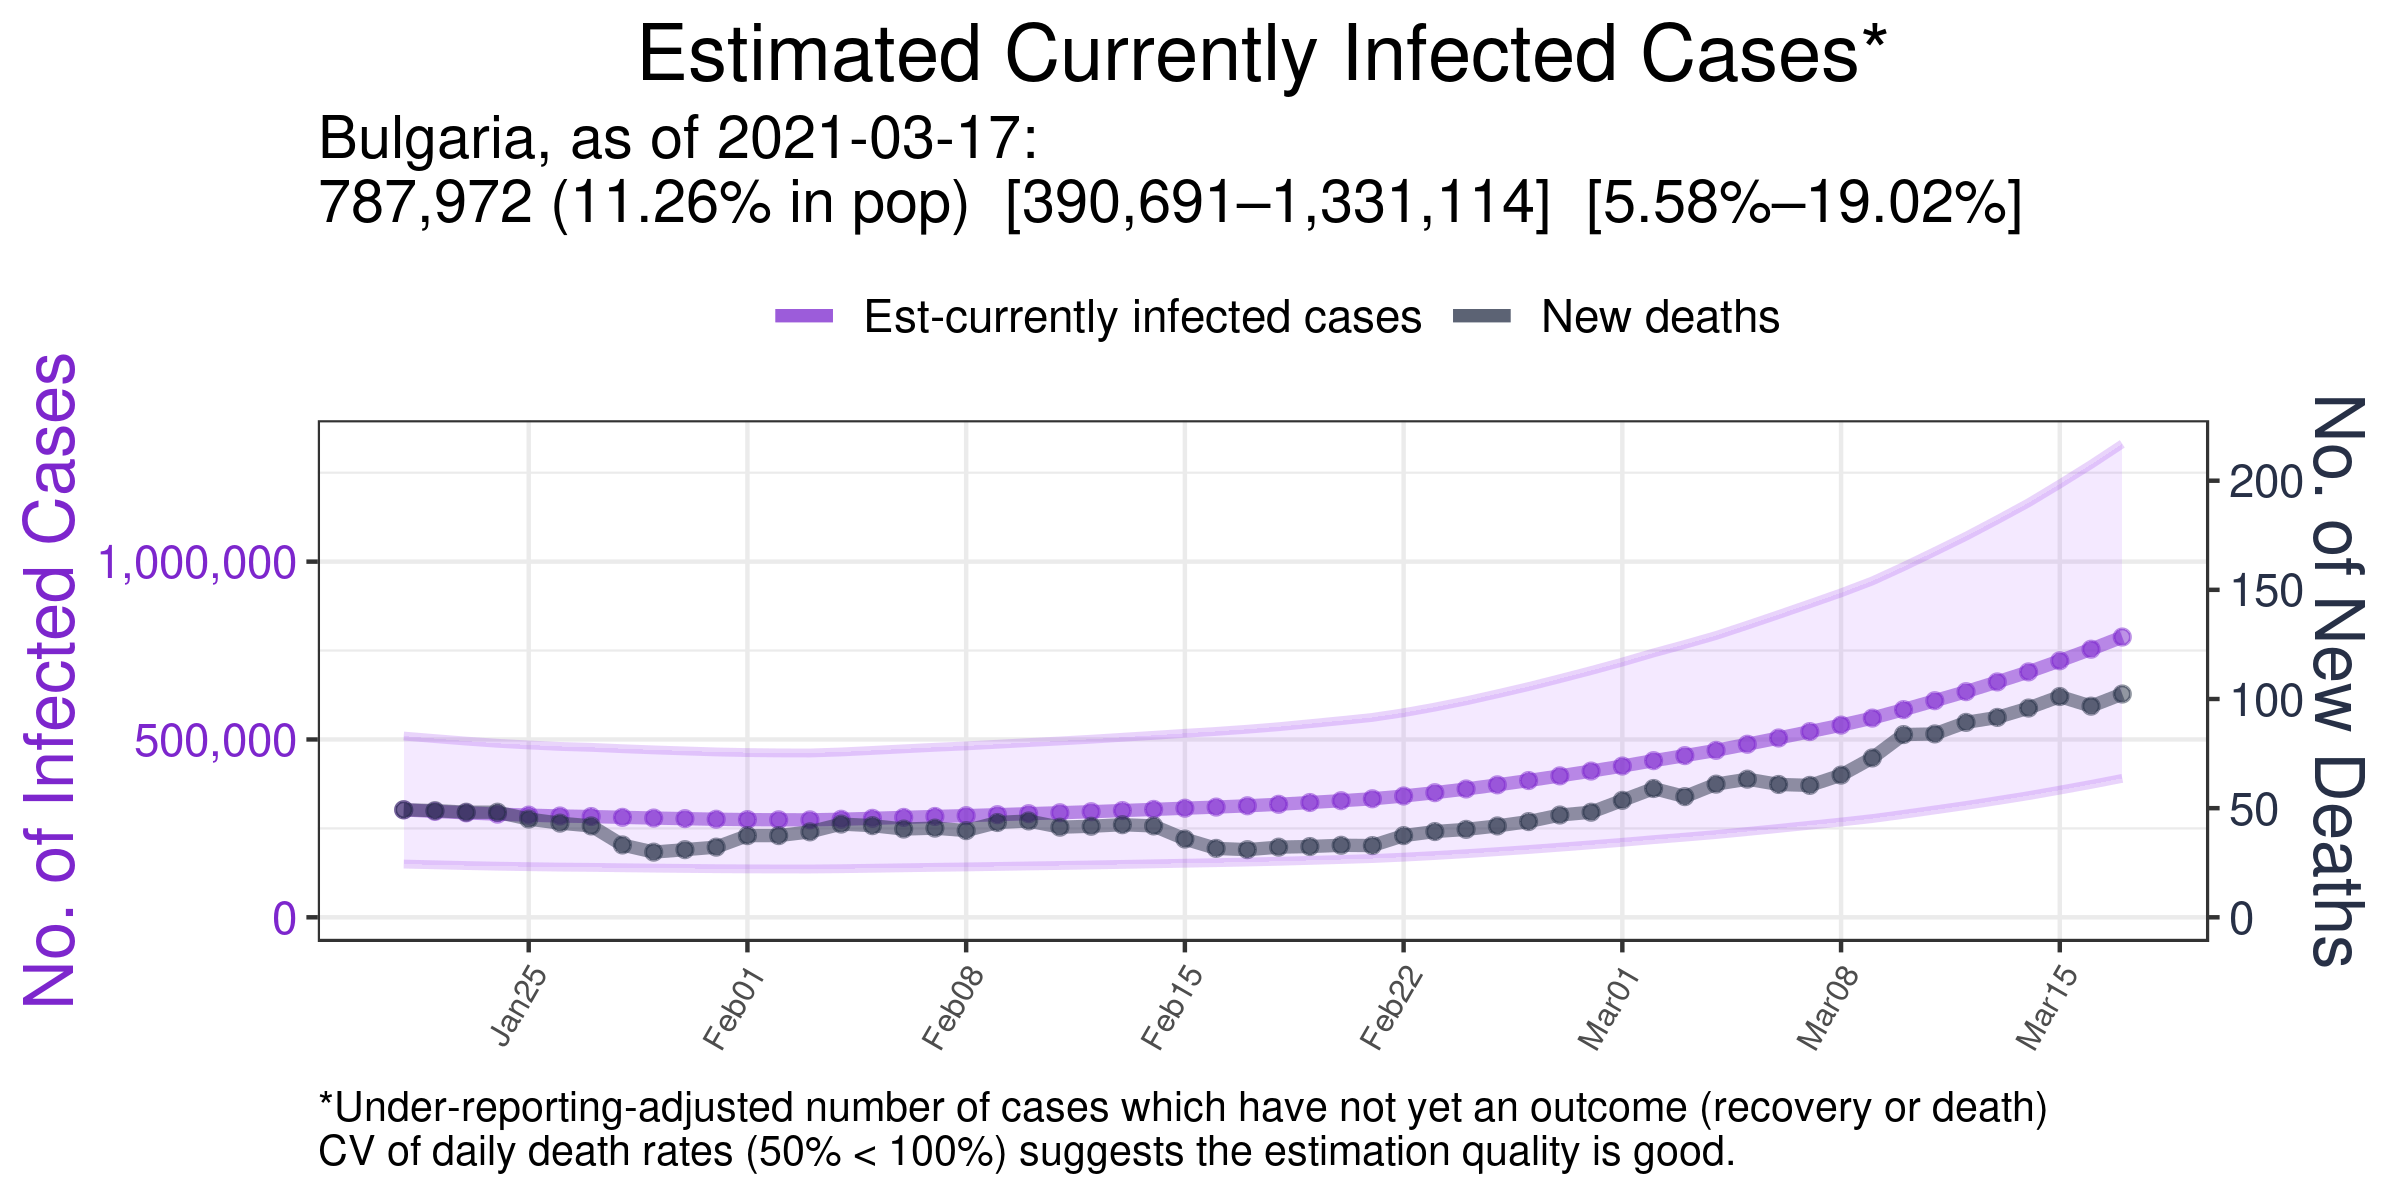 Estimated Currently Infected Cases*
Bulgaria, as of 2021-03-17:
787,972 (11.26% in pop)  [390,691–1,331,114]  [5.58%–19.02%]
Est-currently infected cases
New deaths
No. of Infected Cases
1,000,000
500,000
0
No. of New Deaths
200
150
100
50
0
Jan25
Feb01
Feb08
Feb15
Feb22
Mar01
Mar08
Mar15
*Under-reporting-adjusted number of cases which have not yet an outcome (recovery or death)
CV of daily death rates (50% < 100%) suggests the estimation quality is good.